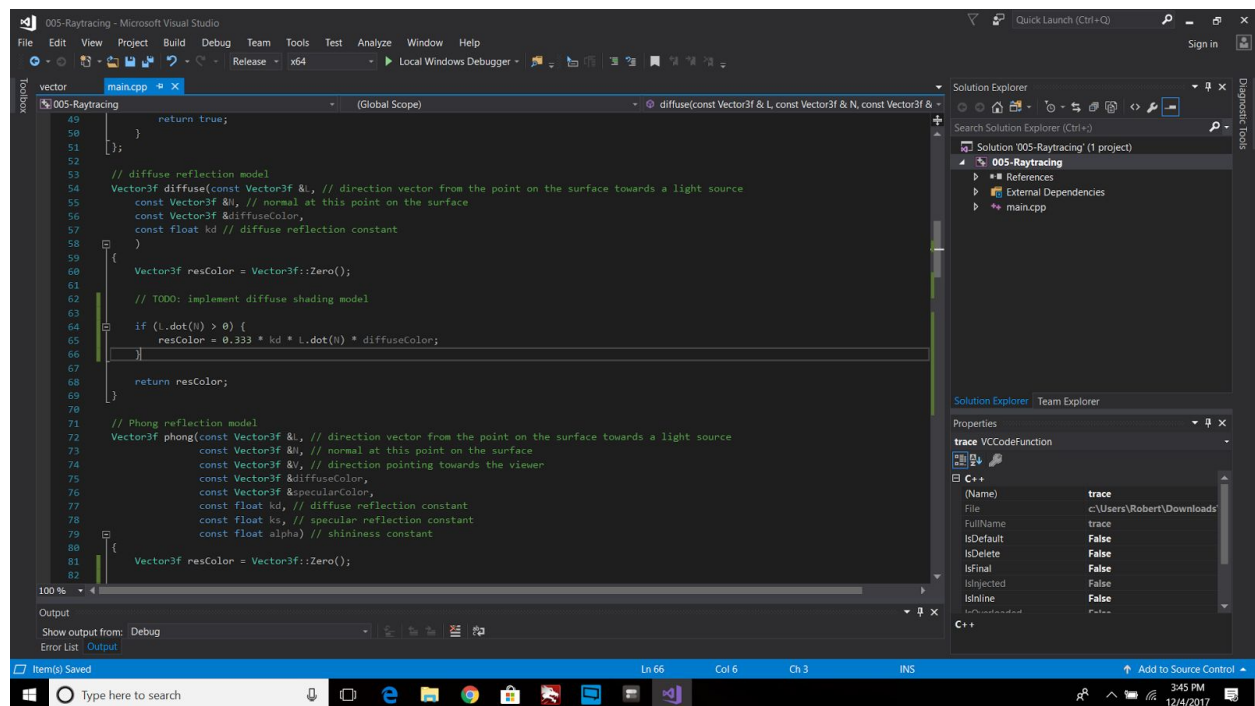 005-Raytracing - Microsoft Visual Studio
Quick Launch (Ctrl+Q)
File Edit View Project Build Debug Team Tools Test Analyze Window Help
Sign in
Release x64 Local Windows Debugger
Toolbox
vector main.cpp
005-Raytracing (Global Scope) diffuse(const Vector3f & L, const Vector3f & N, const Vector3f &
49 return true;
50 }
51 };
52
53 // diffuse reflection model
54 Vector3f diffuse(const Vector3f &L, // direction vector from the point on the surface towards a light source
55 const Vector3f &N, // normal at this point on the surface
56 const Vector3f &diffuseColor,
57 const float kd // diffuse reflection constant
58 )
59 {
60 Vector3f resColor = Vector3f::Zero();
61
62 // TODO: implement diffuse shading model
63
64 if (L.dot(N) > 0) {
65 resColor = 0.333 * kd * L.dot(N) * diffuseColor;
66 }
67
68 return resColor;
69 }
70
71 // Phong reflection model
72 Vector3f phong(const Vector3f &L, // direction vector from the point on the surface towards a light source
73 const Vector3f &N, // normal at this point on the surface
74 const Vector3f &V, // direction pointing towards the viewer
75 const Vector3f &diffuseColor,
76 const Vector3f &specularColor,
77 const float kd, // diffuse reflection constant
78 const float ks, // specular reflection constant
79 const float alpha) // shininess constant
80 {
81 Vector3f resColor = Vector3f::Zero();
82
100 %
Output
Show output from: Debug
Error List Output
Solution Explorer
Search Solution Explorer (Ctrl+;)
Solution '005-Raytracing' (1 project)
005-Raytracing
References
External Dependencies
main.cpp
Solution Explorer Team Explorer
Properties
trace VCCodeFunction
C++
(Name) trace
File c:\Users\Robert\Downloads\
FullName trace
IsDefault False
IsDelete False
IsFinal False
IsInjected False
IsInline False
C++
Diagnostic Tools
Item(s) Saved Ln 66 Col 6 Ch 3 INS Add to Source Control
Type here to search
3:45 PM
12/4/2017